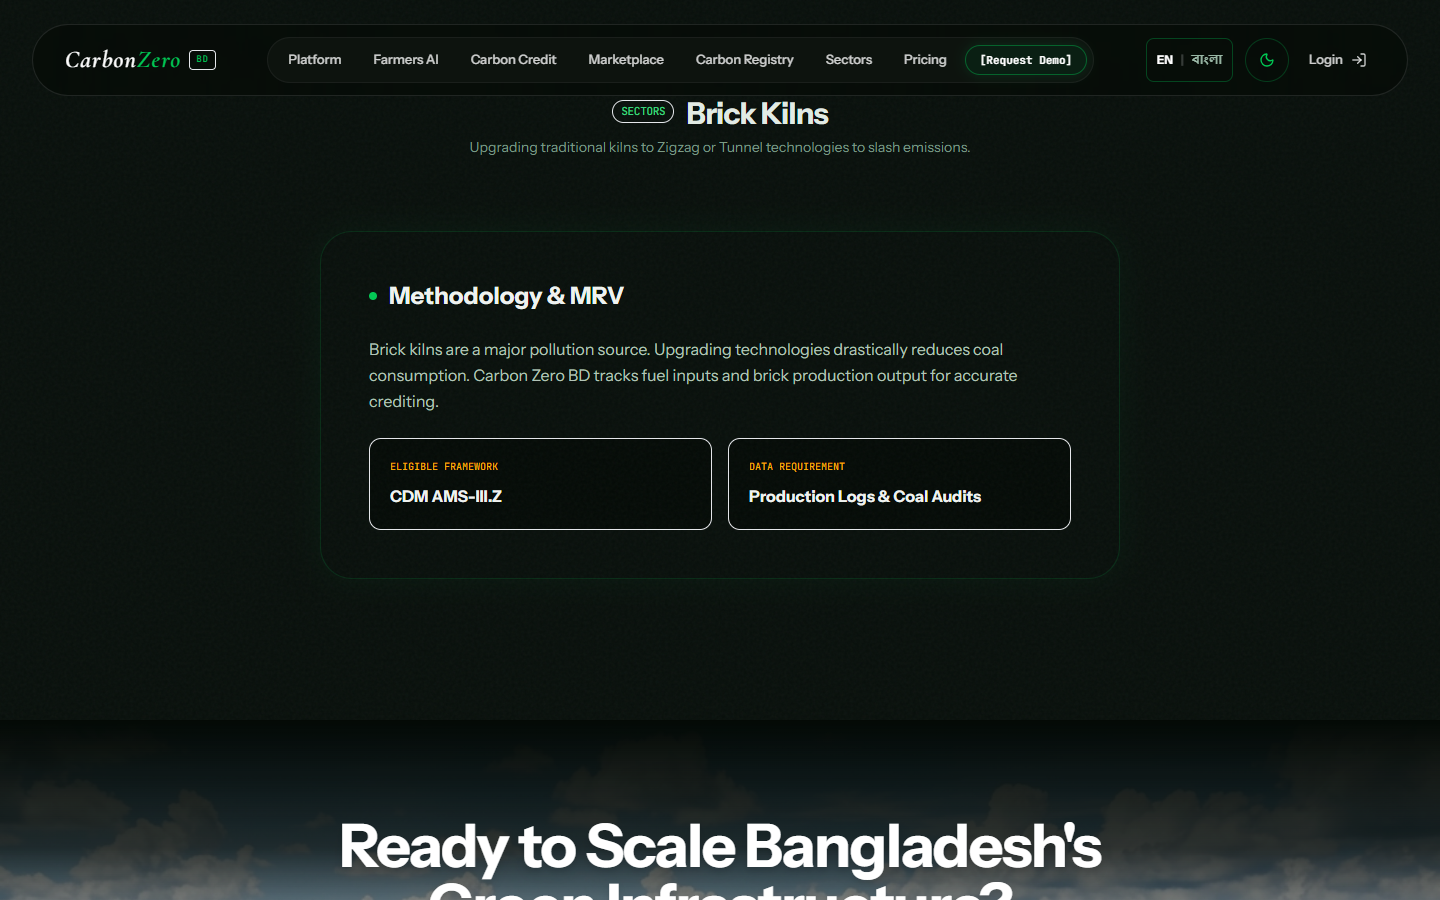 CarbonZero BD
Platform Farmers AI Carbon Credit Marketplace Carbon Registry Sectors Pricing [Request Demo]
EN | বাংলা
Login
SECTORS Brick Kilns
Upgrading traditional kilns to Zigzag or Tunnel technologies to slash emissions.
Methodology & MRV
Brick kilns are a major pollution source. Upgrading technologies drastically reduces coal
consumption. Carbon Zero BD tracks fuel inputs and brick production output for accurate
crediting.
ELIGIBLE FRAMEWORK
CDM AMS-III.Z
DATA REQUIREMENT
Production Logs & Coal Audits
Ready to Scale Bangladesh's
Green Infrastructure?